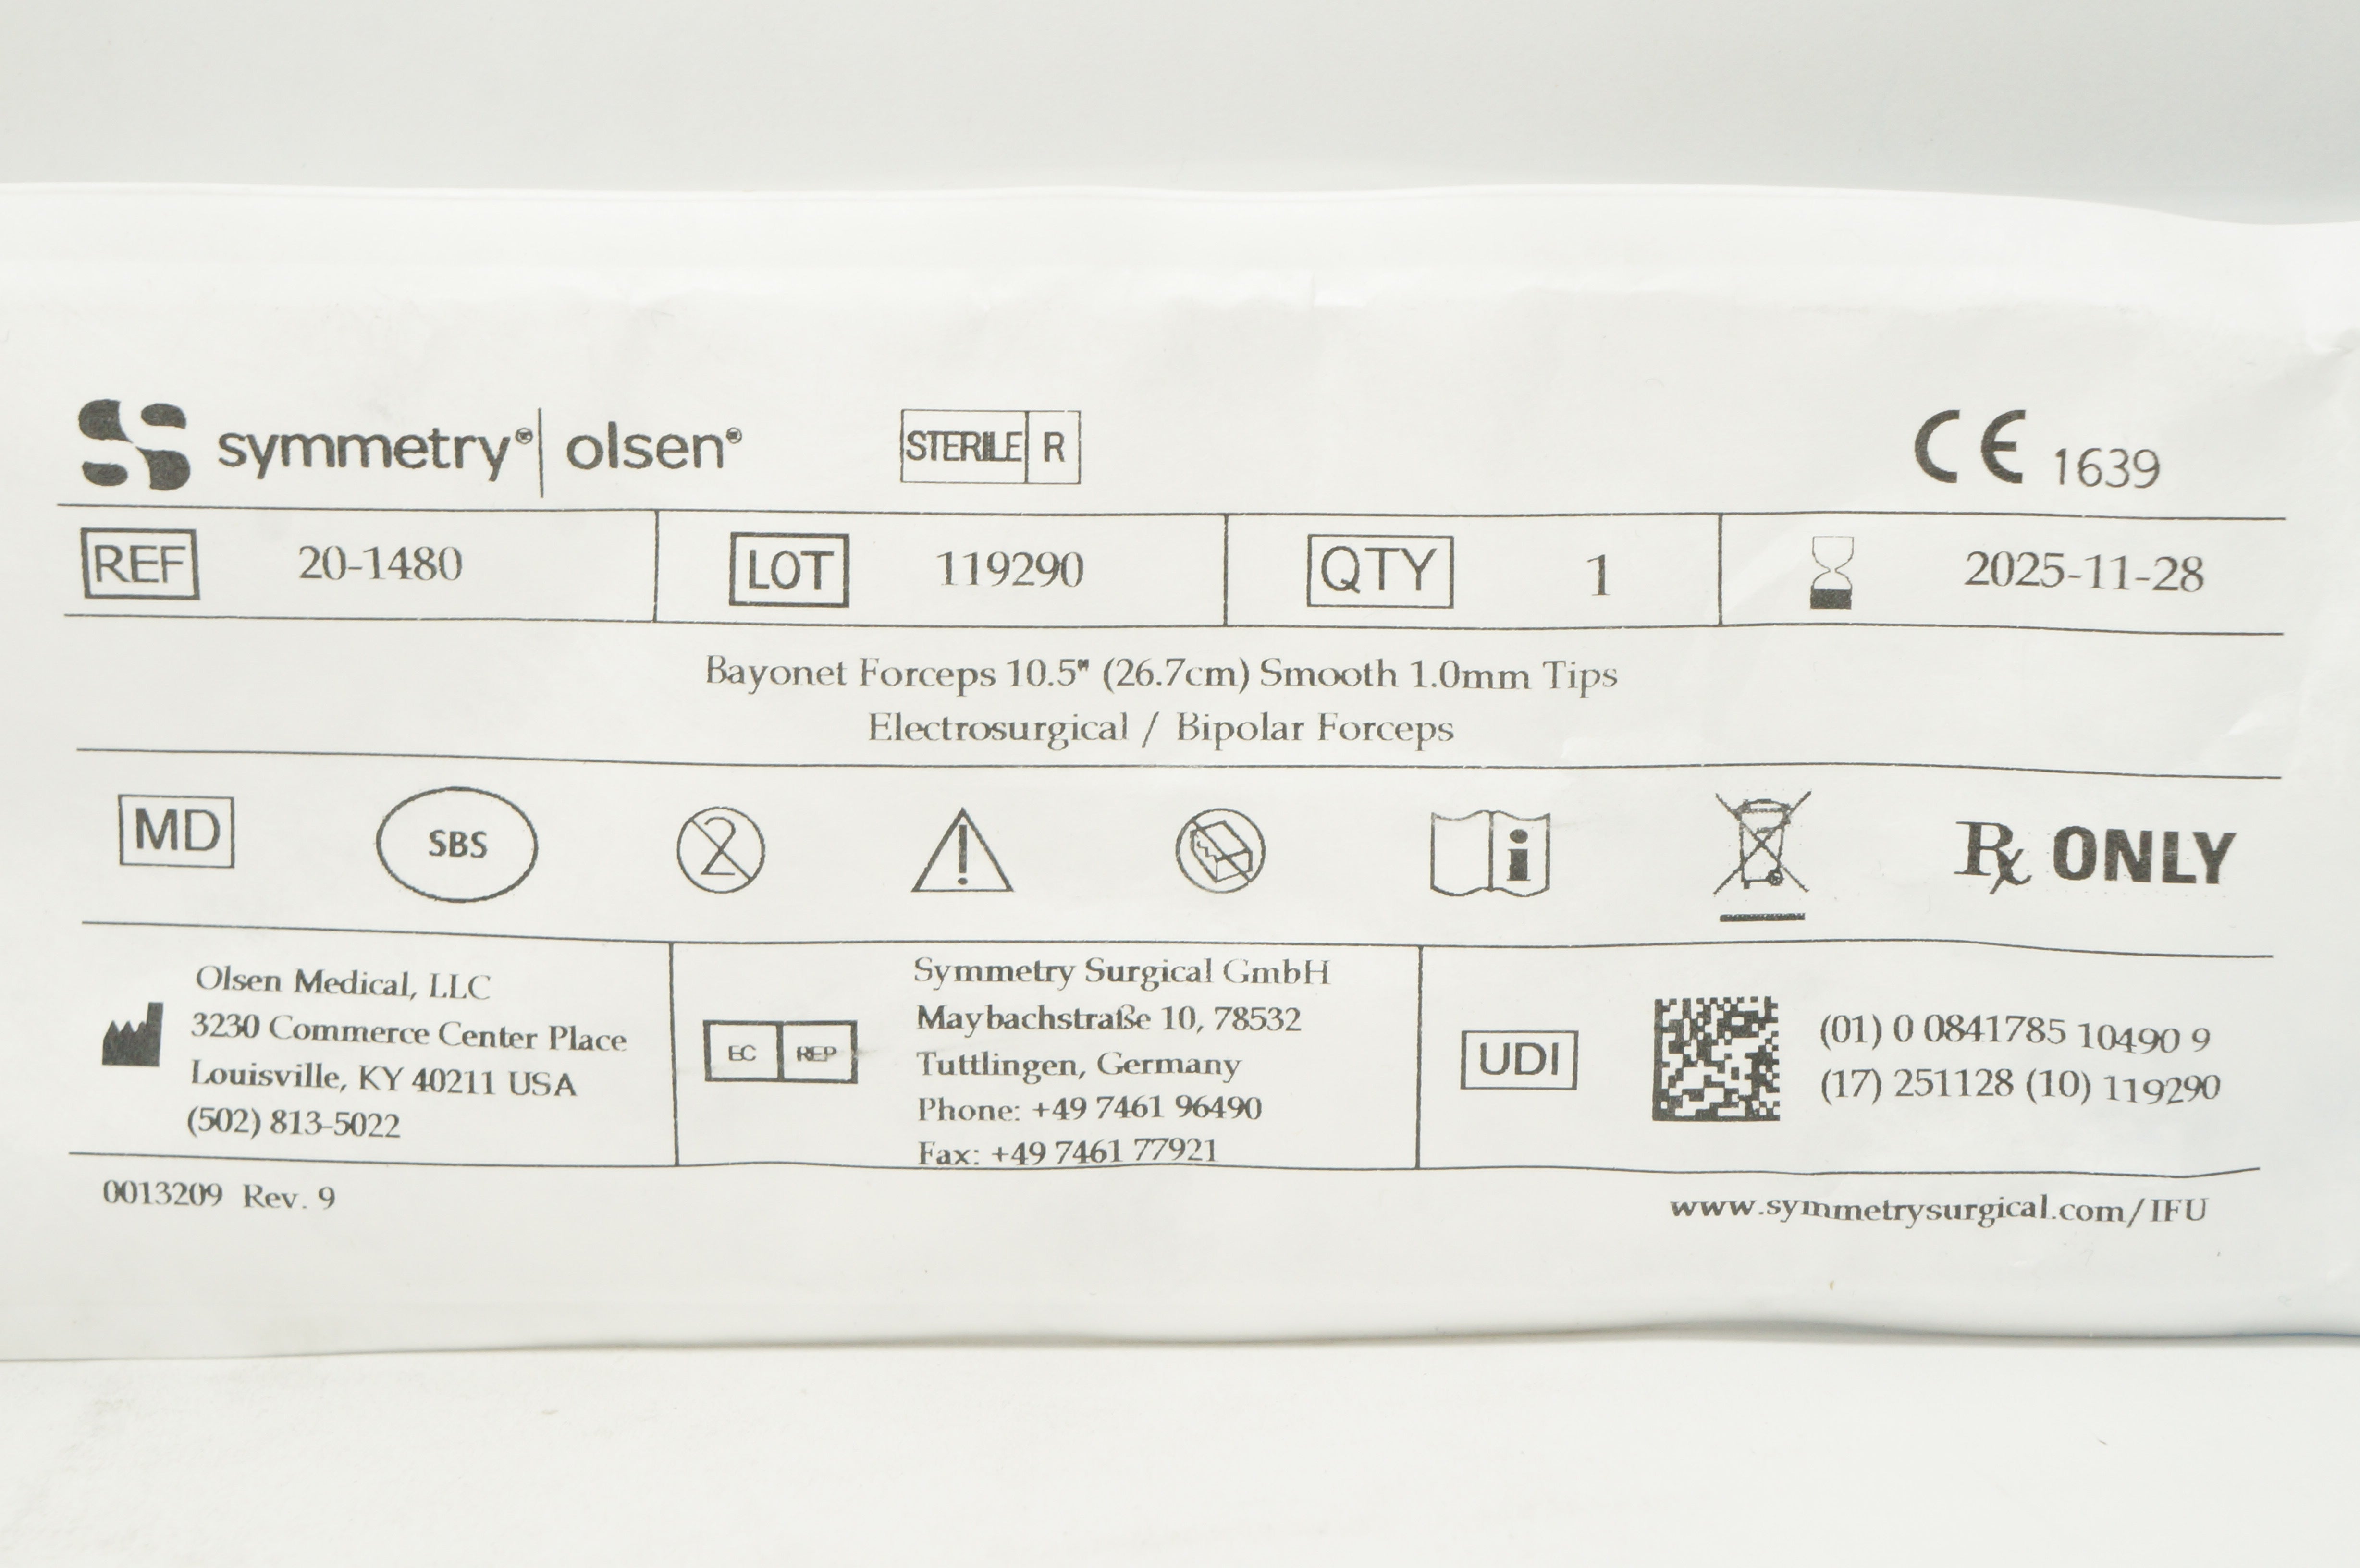 symmetry® olsen® STERILE R CE 1639
REF 20-1480 LOT 119290 QTY 1 2025-11-28
Bayonet Forceps 10.5" (26.7cm) Smooth 1.0mm Tips
Electrosurgical / Bipolar Forceps
MD SBS 2 ! i Rx ONLY
Olsen Medical, LLC
3230 Commerce Center Place
Louisville, KY 40211 USA
(502) 813-5022
EC REP
Symmetry Surgical GmbH
Maybachstraße 10, 78532
Tuttlingen, Germany
Phone: +49 7461 96490
Fax: +49 7461 77921
UDI
(01) 0 0841785 10490 9
(17) 251128 (10) 119290
0013209 Rev. 9
www.symmetrysurgical.com/IFU